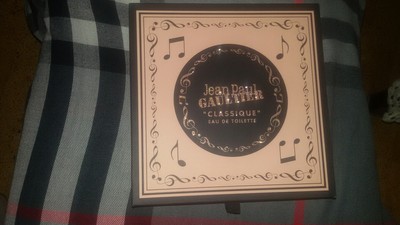 Jean Paul
GAULTIER
"CLASSIQUE"
EAU DE TOILETTE